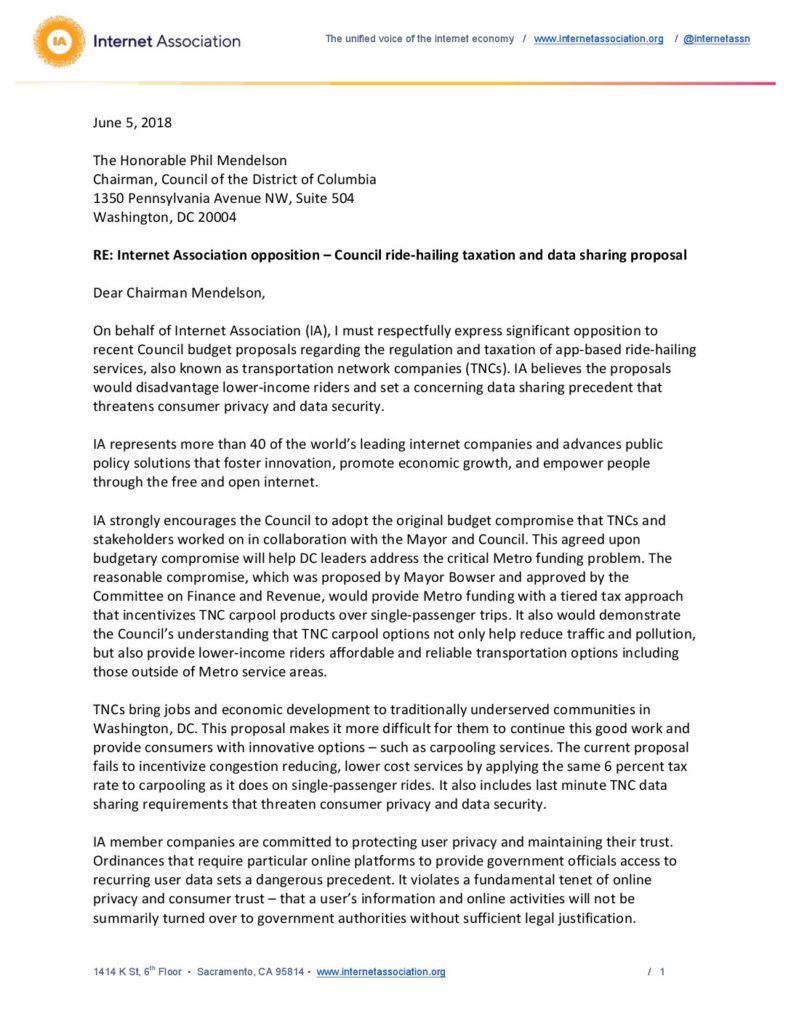 IA Internet Association
The unified voice of the internet economy / www.internetassociation.org / @internetassn
June 5, 2018
The Honorable Phil Mendelson
Chairman, Council of the District of Columbia
1350 Pennsylvania Avenue NW, Suite 504
Washington, DC 20004
RE: Internet Association opposition – Council ride-hailing taxation and data sharing proposal
Dear Chairman Mendelson,
On behalf of Internet Association (IA), I must respectfully express significant opposition to
recent Council budget proposals regarding the regulation and taxation of app-based ride-hailing
services, also known as transportation network companies (TNCs). IA believes the proposals
would disadvantage lower-income riders and set a concerning data sharing precedent that
threatens consumer privacy and data security.
IA represents more than 40 of the world's leading internet companies and advances public
policy solutions that foster innovation, promote economic growth, and empower people
through the free and open internet.
IA strongly encourages the Council to adopt the original budget compromise that TNCs and
stakeholders worked on in collaboration with the Mayor and Council. This agreed upon
budgetary compromise will help DC leaders address the critical Metro funding problem. The
reasonable compromise, which was proposed by Mayor Bowser and approved by the
Committee on Finance and Revenue, would provide Metro funding with a tiered tax approach
that incentivizes TNC carpool products over single-passenger trips. It also would demonstrate
the Council's understanding that TNC carpool options not only help reduce traffic and pollution,
but also provide lower-income riders affordable and reliable transportation options including
those outside of Metro service areas.
TNCs bring jobs and economic development to traditionally underserved communities in
Washington, DC. This proposal makes it more difficult for them to continue this good work and
provide consumers with innovative options – such as carpooling services. The current proposal
fails to incentivize congestion reducing, lower cost services by applying the same 6 percent tax
rate to carpooling as it does on single-passenger rides. It also includes last minute TNC data
sharing requirements that threaten consumer privacy and data security.
IA member companies are committed to protecting user privacy and maintaining their trust.
Ordinances that require particular online platforms to provide government officials access to
recurring user data sets a dangerous precedent. It violates a fundamental tenet of online
privacy and consumer trust – that a user's information and online activities will not be
summarily turned over to government authorities without sufficient legal justification.
1414 K St, 6th Floor • Sacramento, CA 95814 • www.internetassociation.org / 1